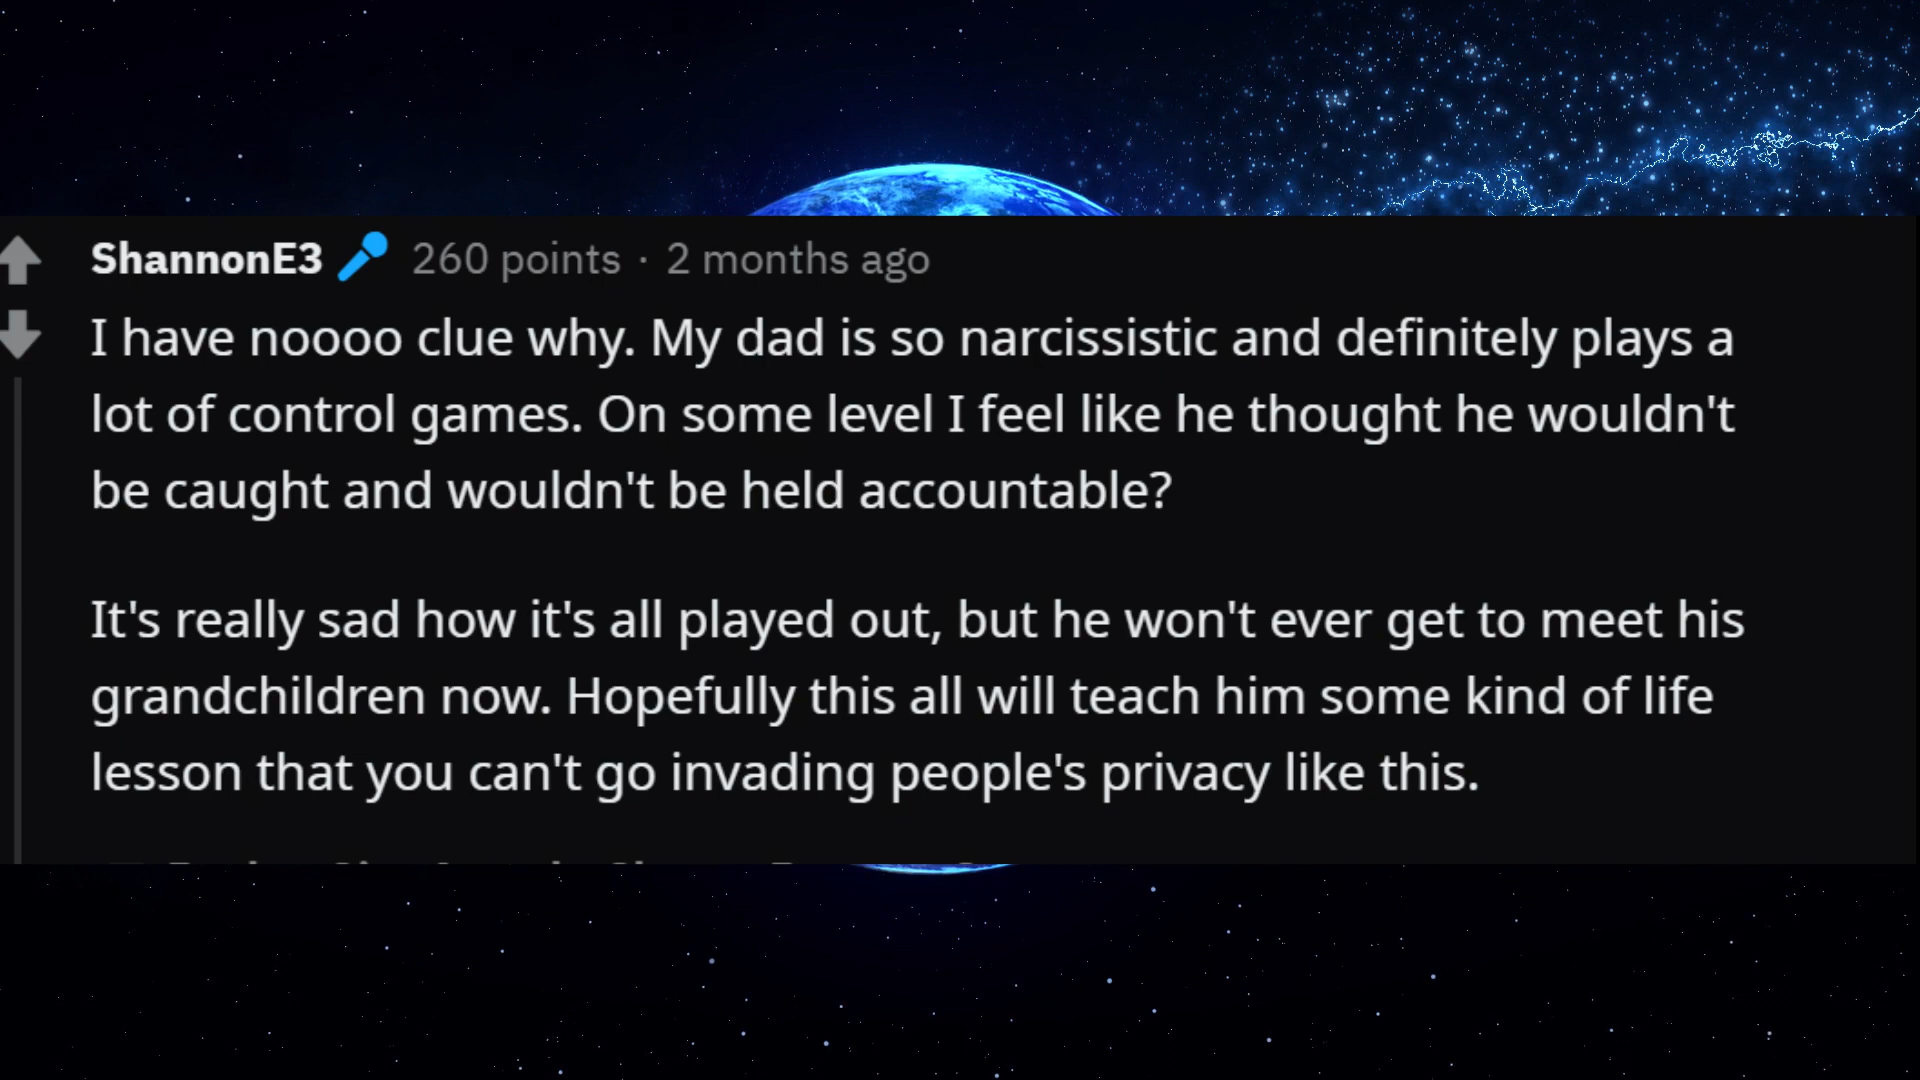 ShannonE3 260 points · 2 months ago
I have noooo clue why. My dad is so narcissistic and definitely plays a
lot of control games. On some level I feel like he thought he wouldn't
be caught and wouldn't be held accountable?
It's really sad how it's all played out, but he won't ever get to meet his
grandchildren now. Hopefully this all will teach him some kind of life
lesson that you can't go invading people's privacy like this.